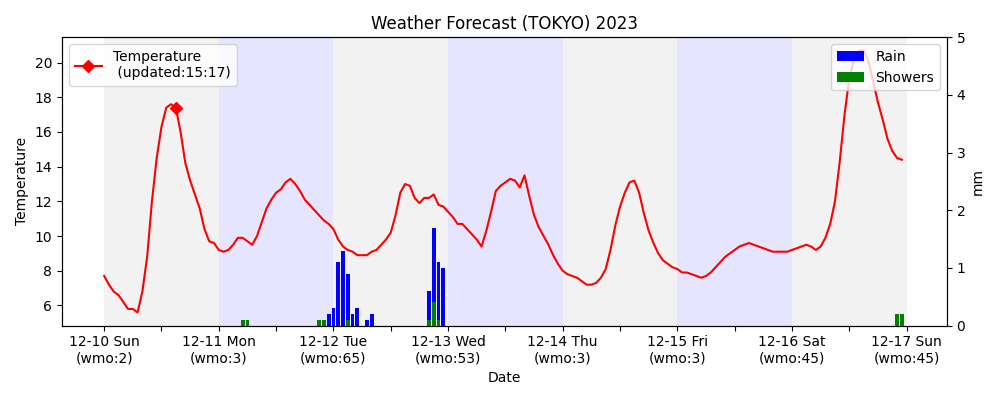 Weather Forecast (TOKYO) 2023
Temperature
(updated:15:17)
Rain
Showers
Temperature
20
18
16
14
12
10
8
6
5
4
3
2
1
0
mm
12-10 Sun
(wmo:2)
12-11 Mon
(wmo:3)
12-12 Tue
(wmo:65)
12-13 Wed
(wmo:53)
12-14 Thu
(wmo:3)
12-15 Fri
(wmo:3)
12-16 Sat
(wmo:45)
12-17 Sun
(wmo:45)
Date